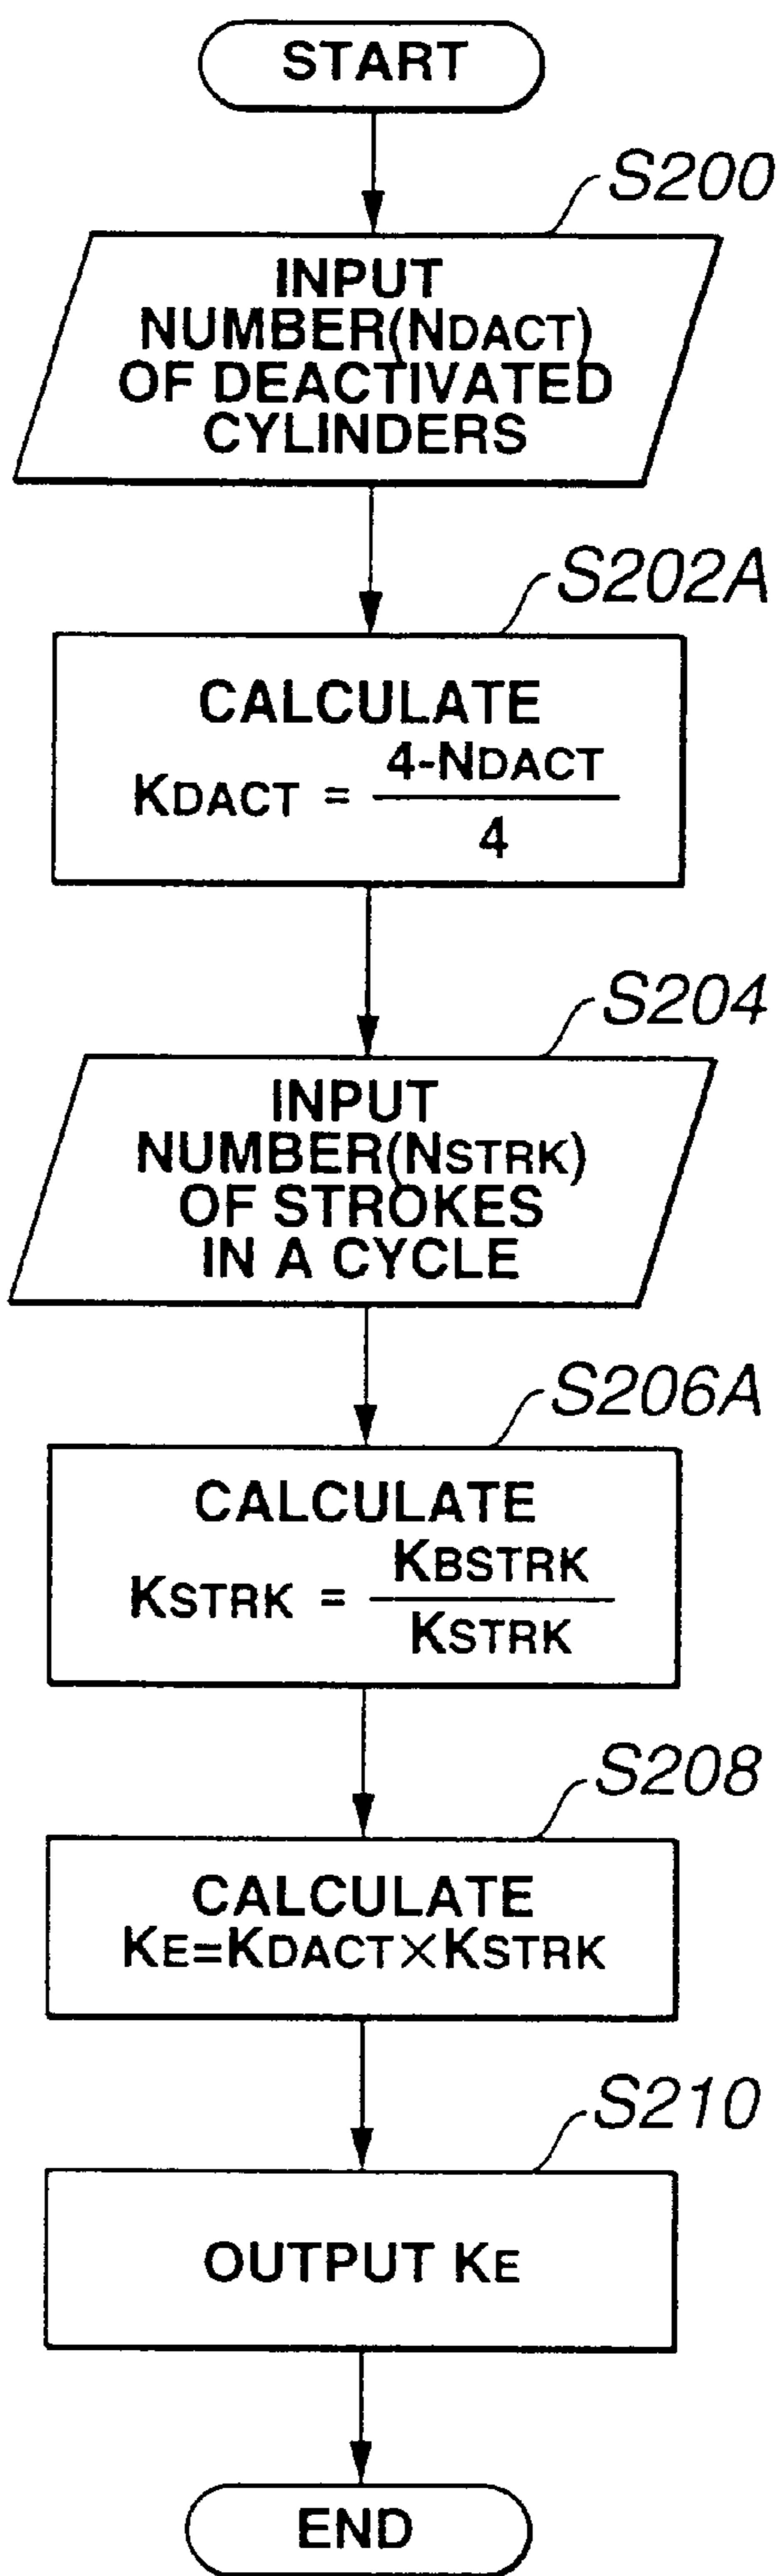 START
S200
INPUT
NUMBER(NDACT)
OF DEACTIVATED
CYLINDERS
S202A
CALCULATE
KDACT = 4-NDACT
4
S204
INPUT
NUMBER(NSTRK)
OF STROKES
IN A CYCLE
S206A
CALCULATE
KSTRK = KBSTRK
KSTRK
S208
CALCULATE
KE=KDACT×KSTRK
S210
OUTPUT KE
END